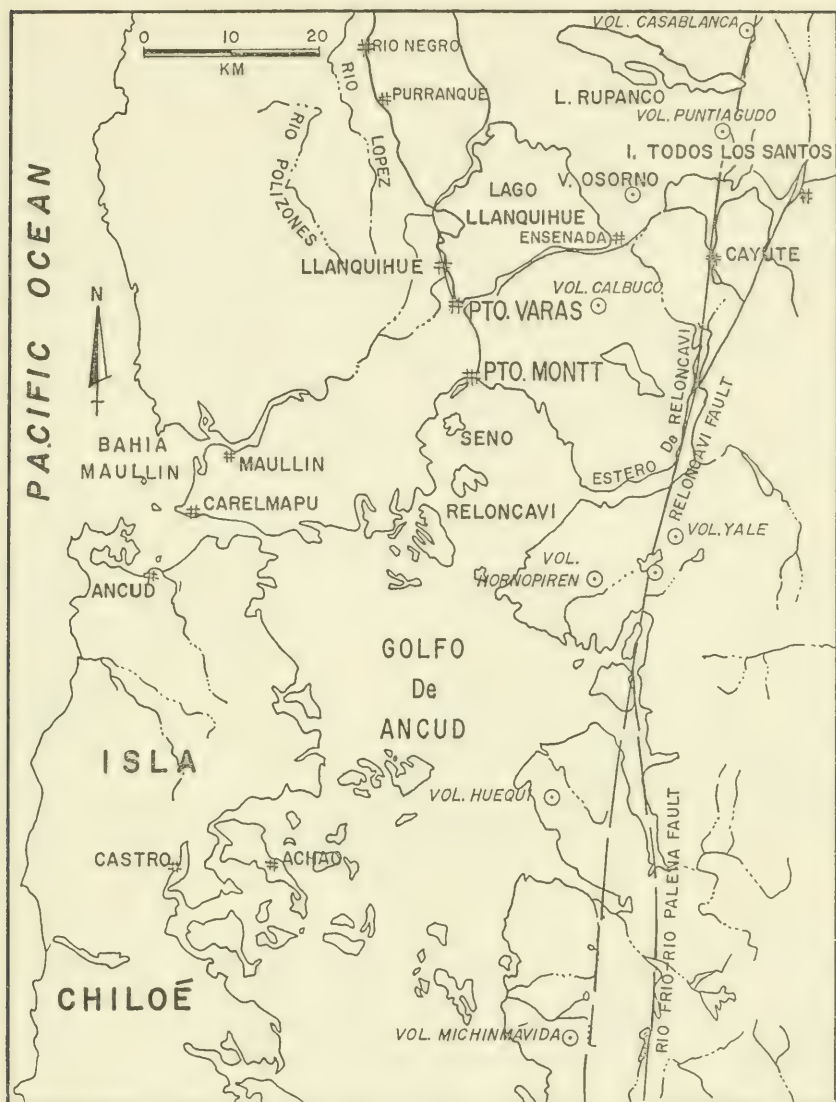 VOL. CASABLANCA
0 10 20
KM
RIO NEGRO
PURRANQUE
RIO LOPEZ
RIO POLIZONES
L. RUPANCO
VOL. PUNTIAGUDO
I. TODOS LOS SANTOS
LAGO
LLANQUIHUE
V. OSORNO
ENSENADA
LLANQUIHUE
CAYUTE
VOL. CALBUCO
PTO. VARAS
N
PACIFIC OCEAN
PTO. MONTT
SENO
RELONCAVI
ESTERO De RELONCAVI
RELONCAVI FAULT
BAHIA
MAULLIN
MAULLIN
CARELMAPU
VOL. YALE
VOL.
HORNOPIREN
ANCUD
GOLFO
De
ANCUD
ISLA
VOL. HUEQUI
CASTRO
ACHAO
RIO FRIO-RIO PALENA FAULT
CHILOÉ
VOL. MICHINMÁVIDA